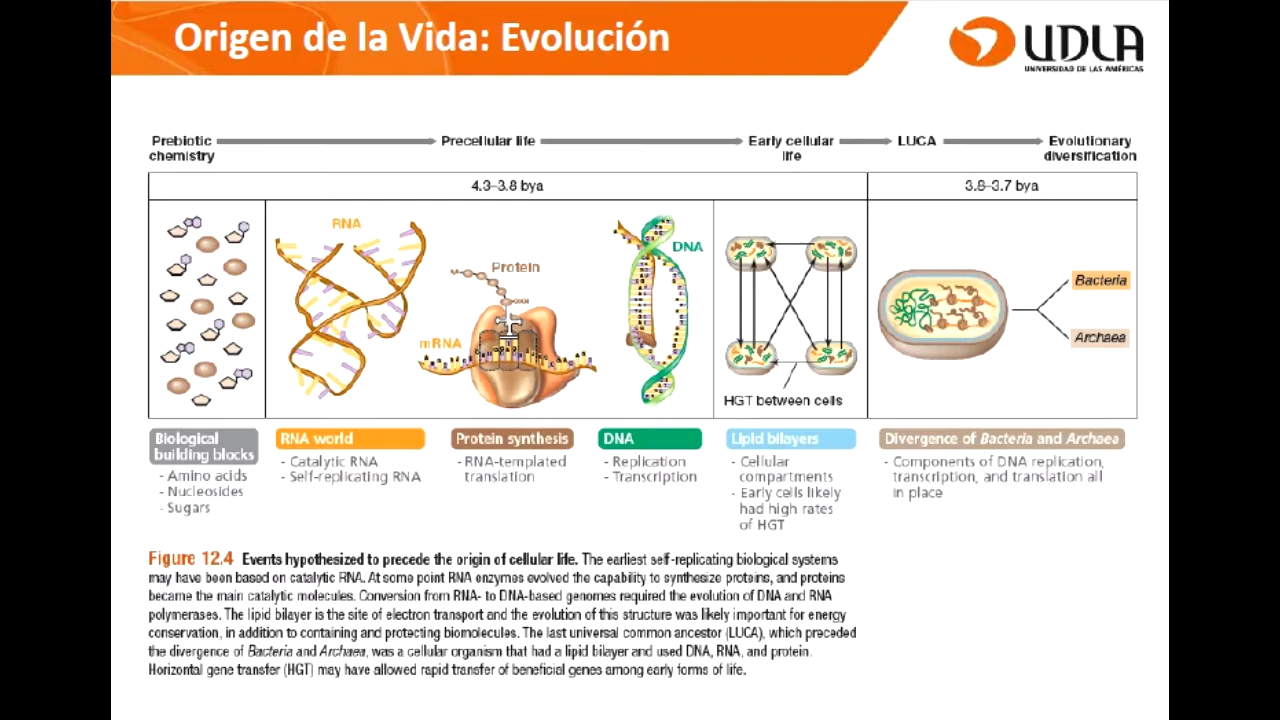 Origen de la Vida: Evolución
UDLA
UNIVERSIDAD DE LAS AMÉRICAS
Prebiotic chemistry
Precellular life
Early cellular life
LUCA
Evolutionary diversification
4.3–3.8 bya
3.8–3.7 bya
RNA
Protein
mRNA
DNA
HGT between cells
Bacteria
Archaea
Biological
building blocks
- Amino acids
- Nucleosides
- Sugars
RNA world
- Catalytic RNA
- Self-replicating RNA
Protein synthesis
- RNA-templated
translation
DNA
- Replication
- Transcription
Lipid bilayers
- Cellular
compartments
- Early cells likely
had high rates
of HGT
Divergence of Bacteria and Archaea
- Components of DNA replication,
transcription, and translation all
in place
Figure 12.4 Events hypothesized to precede the origin of cellular life. The earliest self-replicating biological systems
may have been based on catalytic RNA. At some point RNA enzymes evolved the capability to synthesize proteins, and proteins
became the main catalytic molecules. Conversion from RNA- to DNA-based genomes required the evolution of DNA and RNA
polymerases. The lipid bilayer is the site of electron transport and the evolution of this structure was likely important for energy
conservation, in addition to containing and protecting biomolecules. The last universal common ancestor (LUCA), which preceded
the divergence of Bacteria and Archaea, was a cellular organism that had a lipid bilayer and used DNA, RNA, and protein.
Horizontal gene transfer (HGT) may have allowed rapid transfer of beneficial genes among early forms of life.